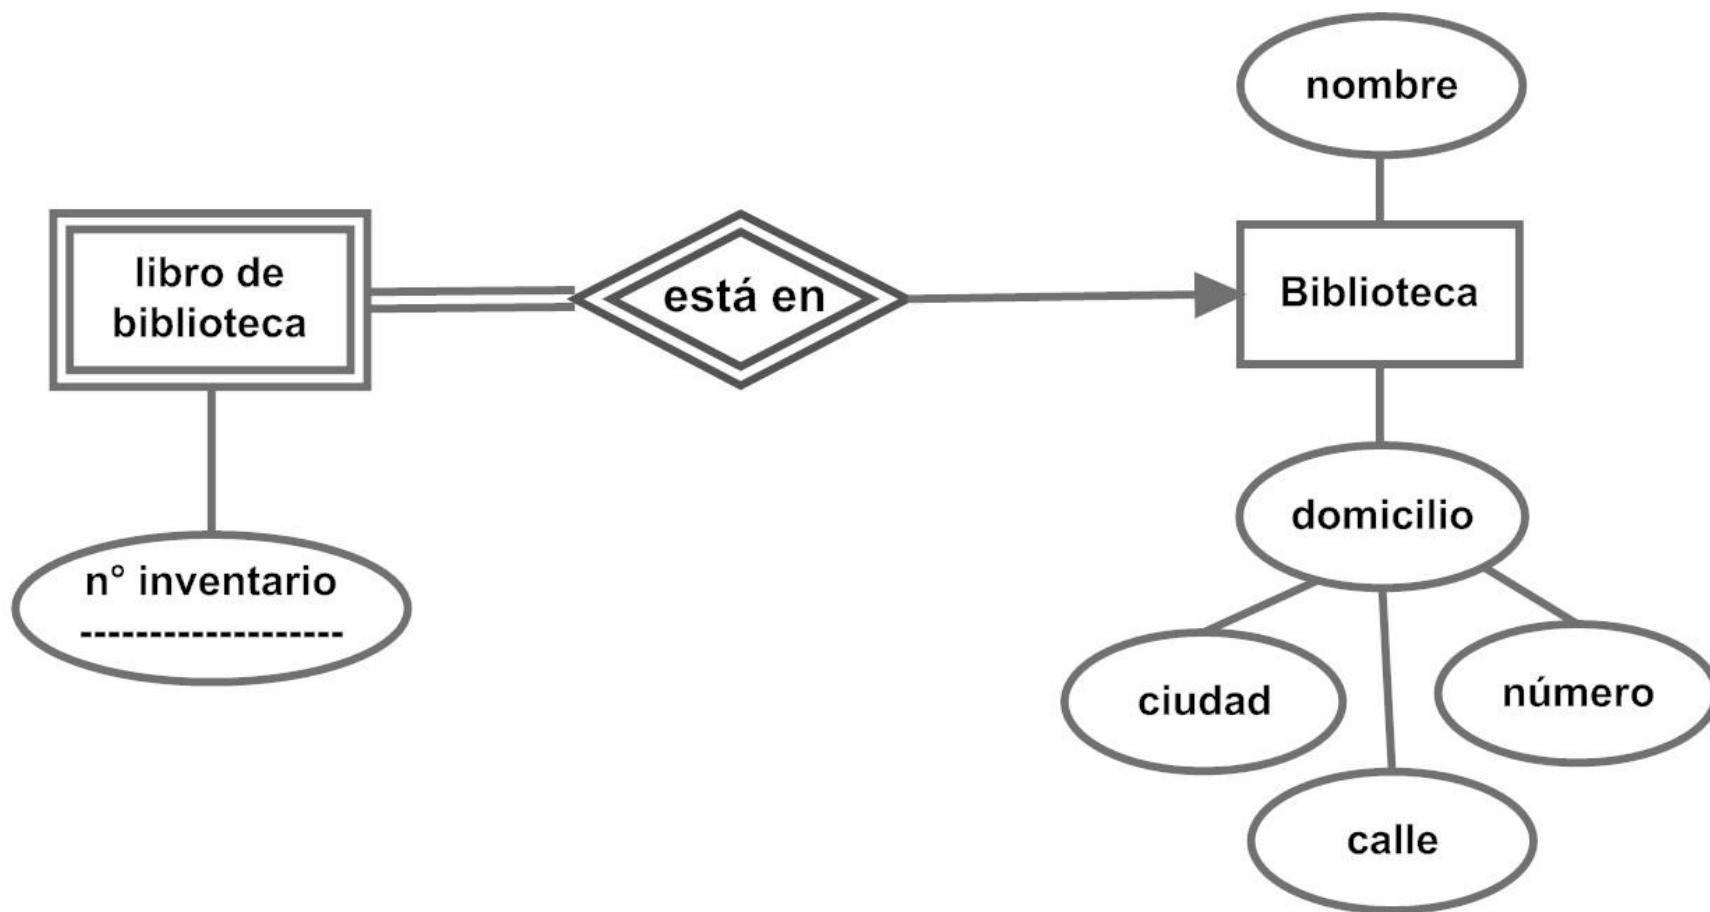 nombre
libro de
biblioteca
está en
Biblioteca
domicilio
n° inventario
-------------------
ciudad
número
calle